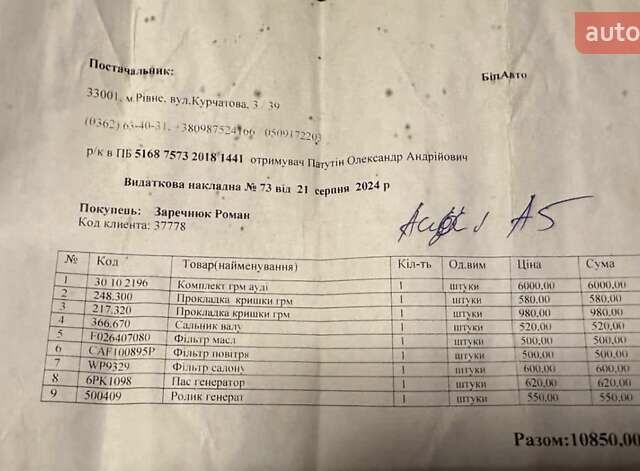 auto
Постачальник:
БілАвто
33001, м.Рівне, вул.Курчатова, 3 / 39
(0362) 63-40-31, +380987524166 0509172203
р/к в ПБ 5168 7573 2018 1441 отримувач Патутін Олександр Андрійович
Видаткова накладна № 73 від 21 серпня 2024 р
Покупець: Заречнюк Роман
Код клиента: 37778
А5
№ Код Товар(найменування) Кіл-ть Од.вим Ціна Сума
1 30 10 2196 Комплект грм ауді 1 штуки 6000,00 6000,00
2 248.300 Прокладка кришки грм 1 штуки 580,00 580,00
3 217.320 Прокладка кришки грм 1 штуки 980,00 980,00
4 366.670 Сальник валу 1 штуки 520,00 520,00
5 F026407080 Фільтр масл 1 штуки 500,00 500,00
6 CAF100895P Фільтр повітря 1 штуки 500,00 500,00
7 WP9329 Фільтр салону 1 штуки 600,00 600,00
8 6PK1098 Пас генератор 1 штуки 620,00 620,00
9 500409 Ролик генерат 1 штуки 550,00 550,00
Разом:10850,00